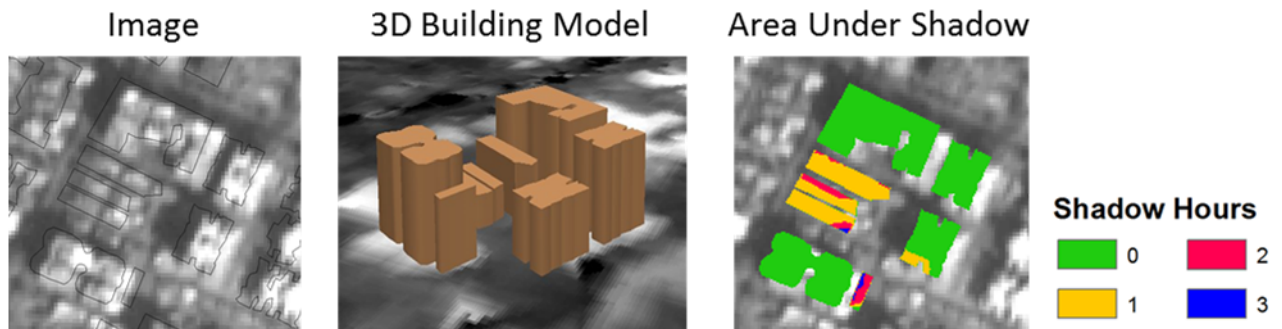 Image
3D Building Model
Area Under Shadow
Shadow Hours
0
2
1
3